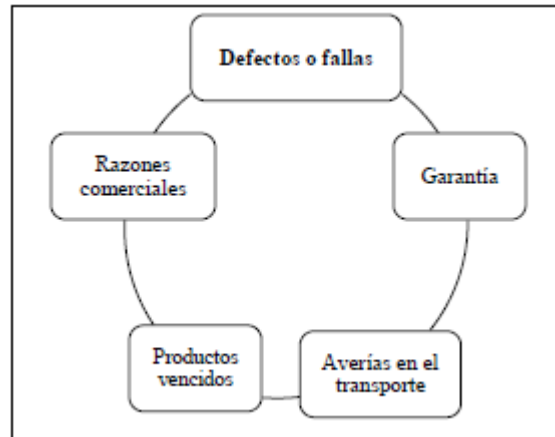 Defectos o fallas
Razones
comerciales
Garantía
Productos
vencidos
Averías en el
transporte